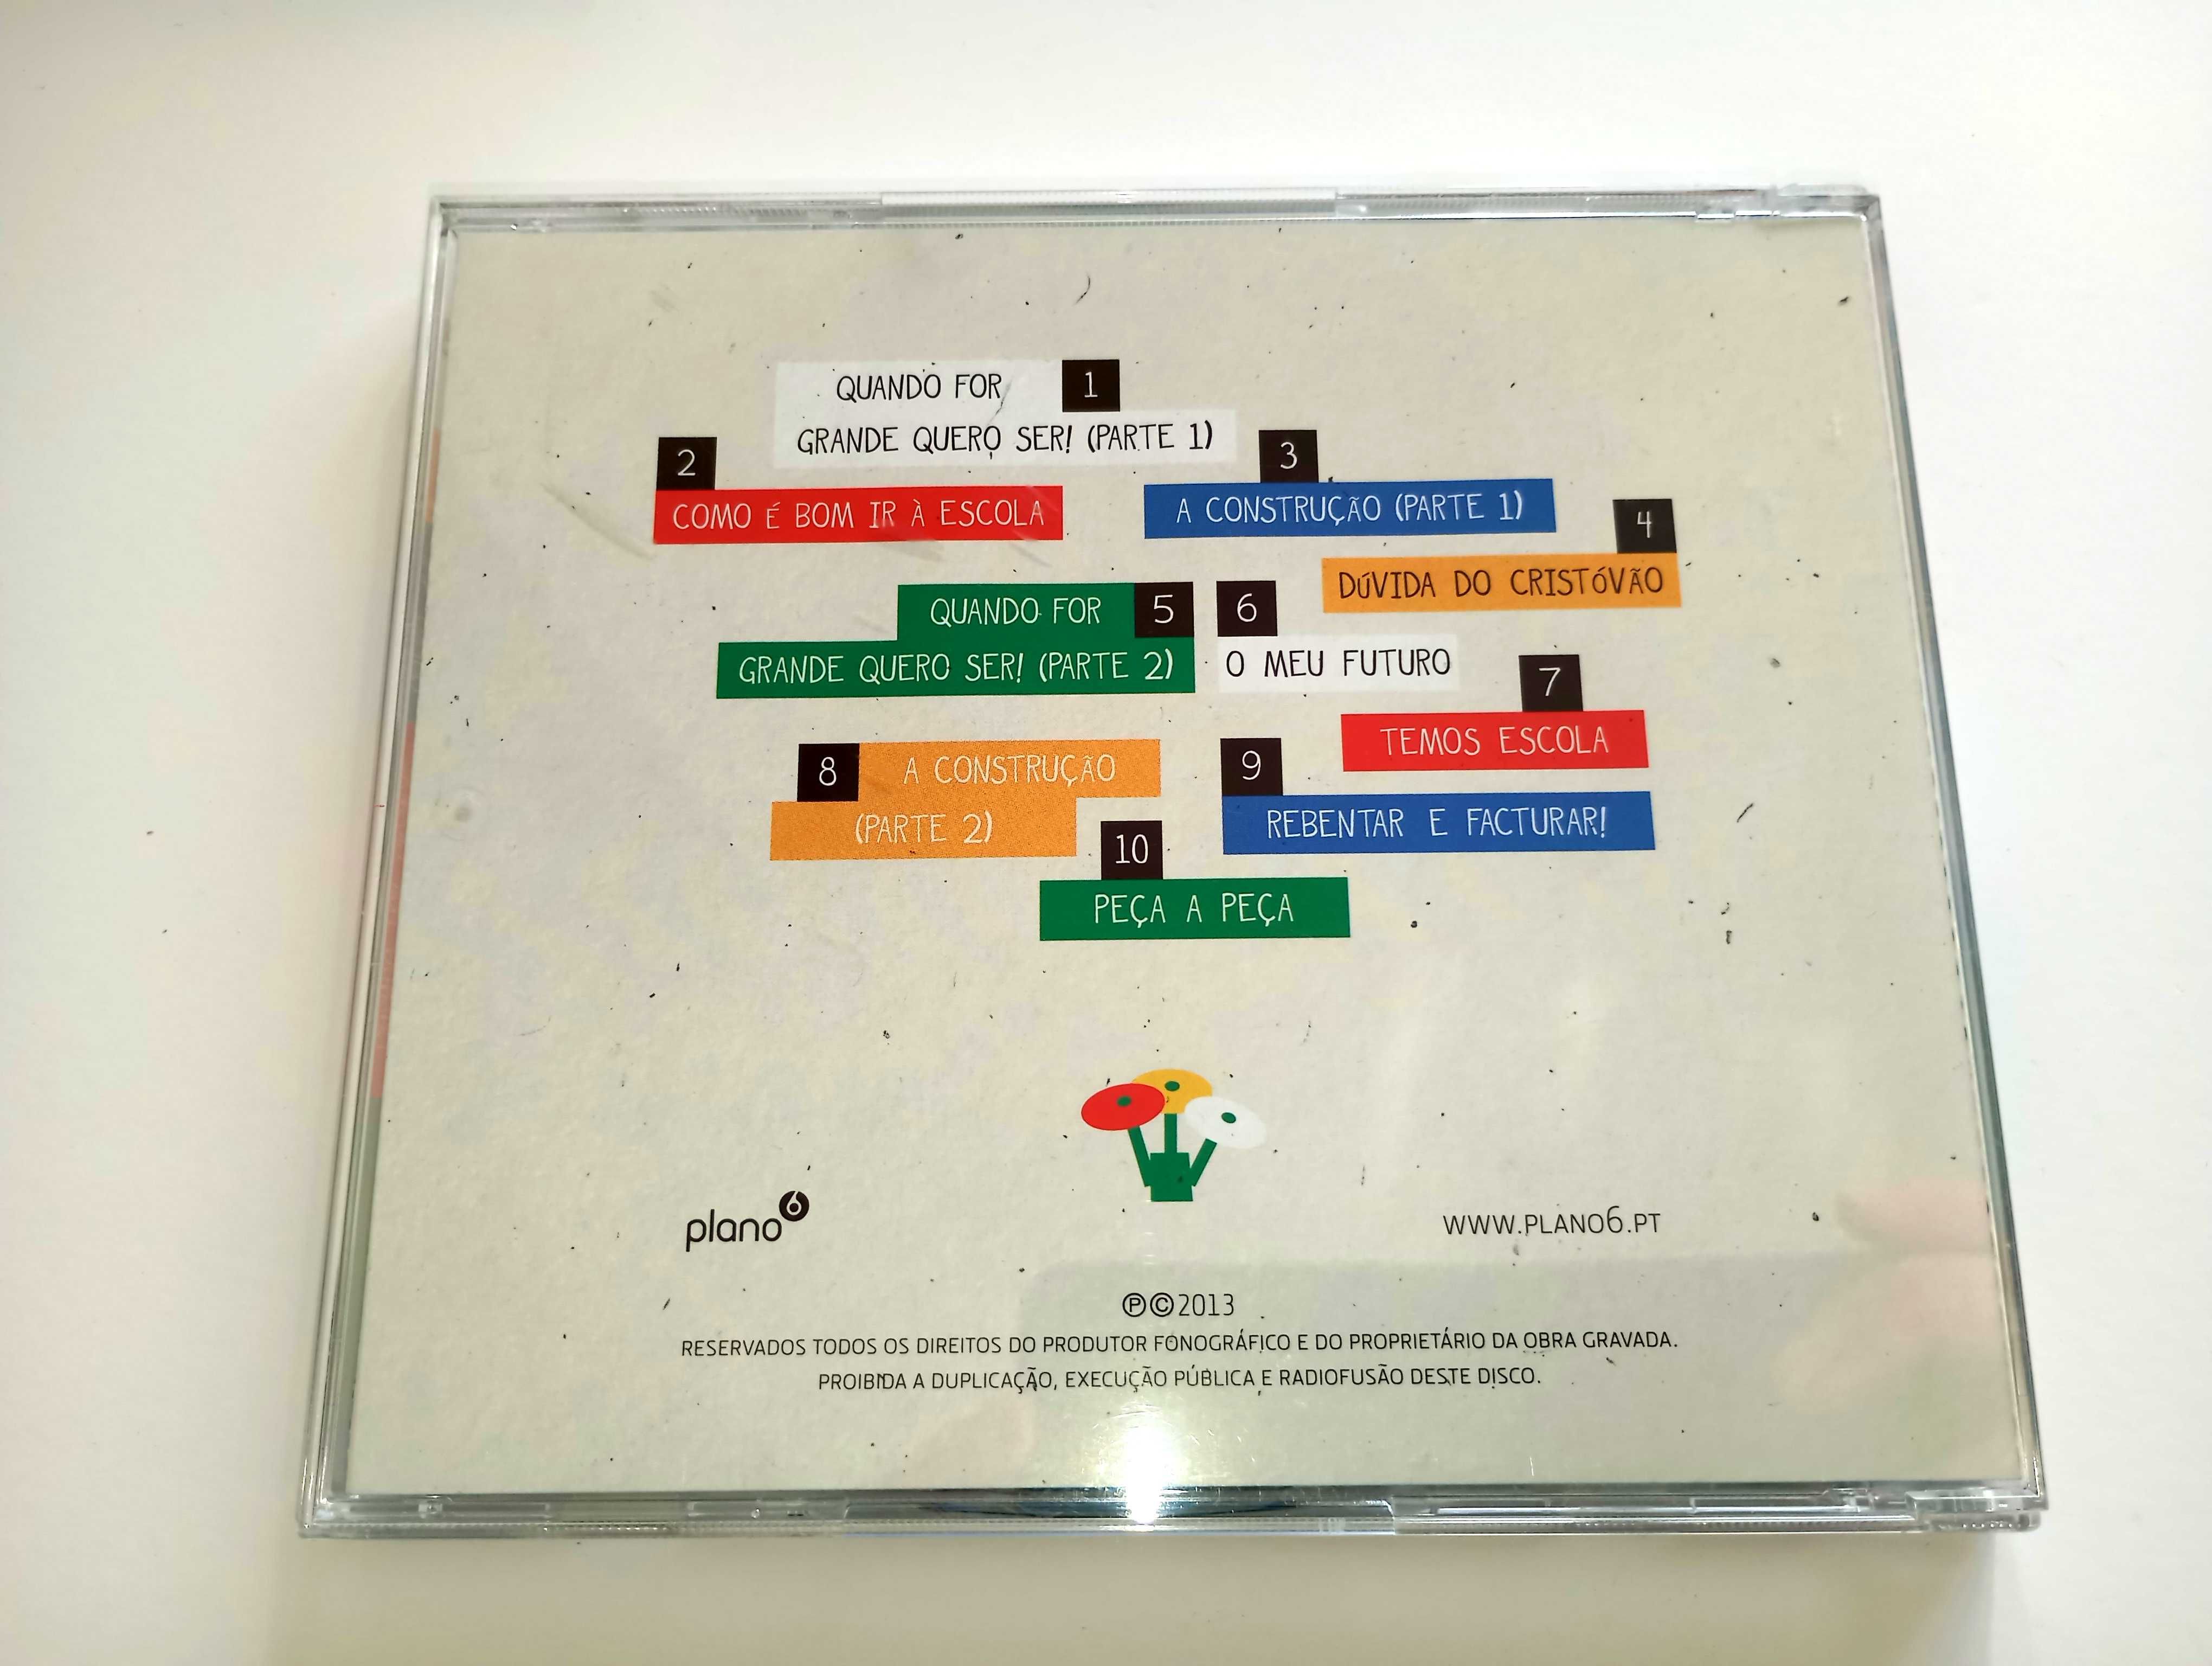 1
QUANDO FOR
GRANDE QUERO SER! (PARTE 1)
2
COMO É BOM IR À ESCOLA
3
A CONSTRUÇÃO (PARTE 1)
4
DÚVIDA DO CRISTÓVÃO
5
QUANDO FOR
GRANDE QUERO SER! (PARTE 2)
6
O MEU FUTURO
7
TEMOS ESCOLA
8
A CONSTRUÇÃO
(PARTE 2)
9
REBENTAR E FACTURAR!
10
PEÇA A PEÇA
plano6
WWW.PLANO6.PT
℗©2013
RESERVADOS TODOS OS DIREITOS DO PRODUTOR FONOGRÁFICO E DO PROPRIETÁRIO DA OBRA GRAVADA.
PROIBIDA A DUPLICAÇÃO, EXECUÇÃO PÚBLICA E RADIOFUSÃO DESTE DISCO.